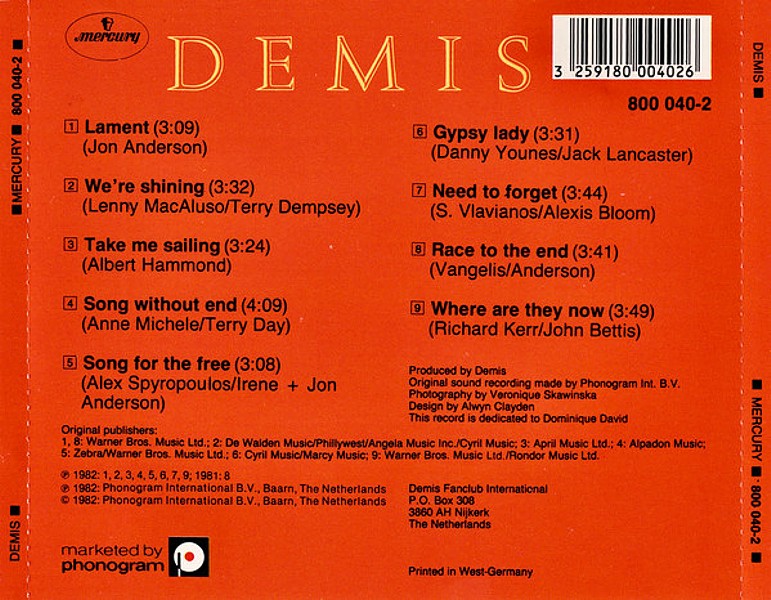 mercury
DEMIS
3 259180 004026
800 040-2
1 Lament (3:09)
(Jon Anderson)
2 We're shining (3:32)
(Lenny MacAluso/Terry Dempsey)
3 Take me sailing (3:24)
(Albert Hammond)
4 Song without end (4:09)
(Anne Michele/Terry Day)
5 Song for the free (3:08)
(Alex Spyropoulos/Irene + Jon
Anderson)
6 Gypsy lady (3:31)
(Danny Younes/Jack Lancaster)
7 Need to forget (3:44)
(S. Vlavianos/Alexis Bloom)
8 Race to the end (3:41)
(Vangelis/Anderson)
9 Where are they now (3:49)
(Richard Kerr/John Bettis)
Produced by Demis
Original sound recording made by Phonogram Int. B.V.
Photography by Veronique Skawinska
Design by Alwyn Clayden
This record is dedicated to Dominique David
Original publishers:
1, 8: Warner Bros. Music Ltd.; 2: De Walden Music/Phillywest/Angela Music Inc./Cyril Music; 3: April Music Ltd.; 4: Alpadon Music;
5: Zebra/Warner Bros. Music Ltd.; 6: Cyril Music/Marcy Music; 9: Warner Bros. Music Ltd./Rondor Music Ltd.
℗ 1982: 1, 2, 3, 4, 5, 6, 7, 9; 1981: 8
℗ 1982: Phonogram International B.V., Baarn, The Netherlands
© 1982: Phonogram International B.V., Baarn, The Netherlands
Demis Fanclub International
P.O. Box 308
3860 AH Nijkerk
The Netherlands
marketed by
phonogram
Printed in West-Germany
DEMIS ■ ■ MERCURY ■ 800 040-2 ■
DEMIS ■ ■ MERCURY ■ 800 040-2 ■